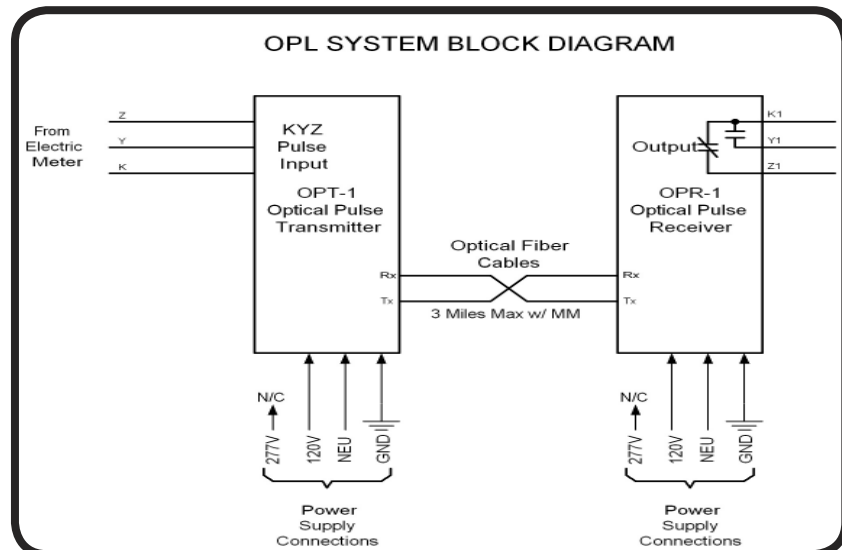 OPL SYSTEM BLOCK DIAGRAM
From
Electric
Meter
Z
Y
K
KYZ
Pulse
Input
OPT-1
Optical Pulse
Transmitter
Rx
Tx
Optical Fiber
Cables
3 Miles Max w/ MM
Output
K1
Y1
Z1
OPR-1
Optical Pulse
Receiver
Rx
Tx
N/C
277V
120V
NEU
GND
Power
Supply
Connections
N/C
277V
120V
NEU
GND
Power
Supply
Connections